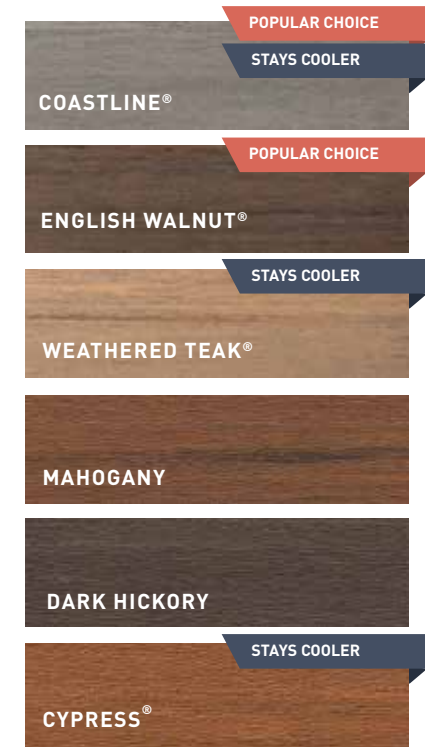 POPULAR CHOICE
STAYS COOLER
COASTLINE®
POPULAR CHOICE
ENGLISH WALNUT®
STAYS COOLER
WEATHERED TEAK®
MAHOGANY
DARK HICKORY
STAYS COOLER
CYPRESS®